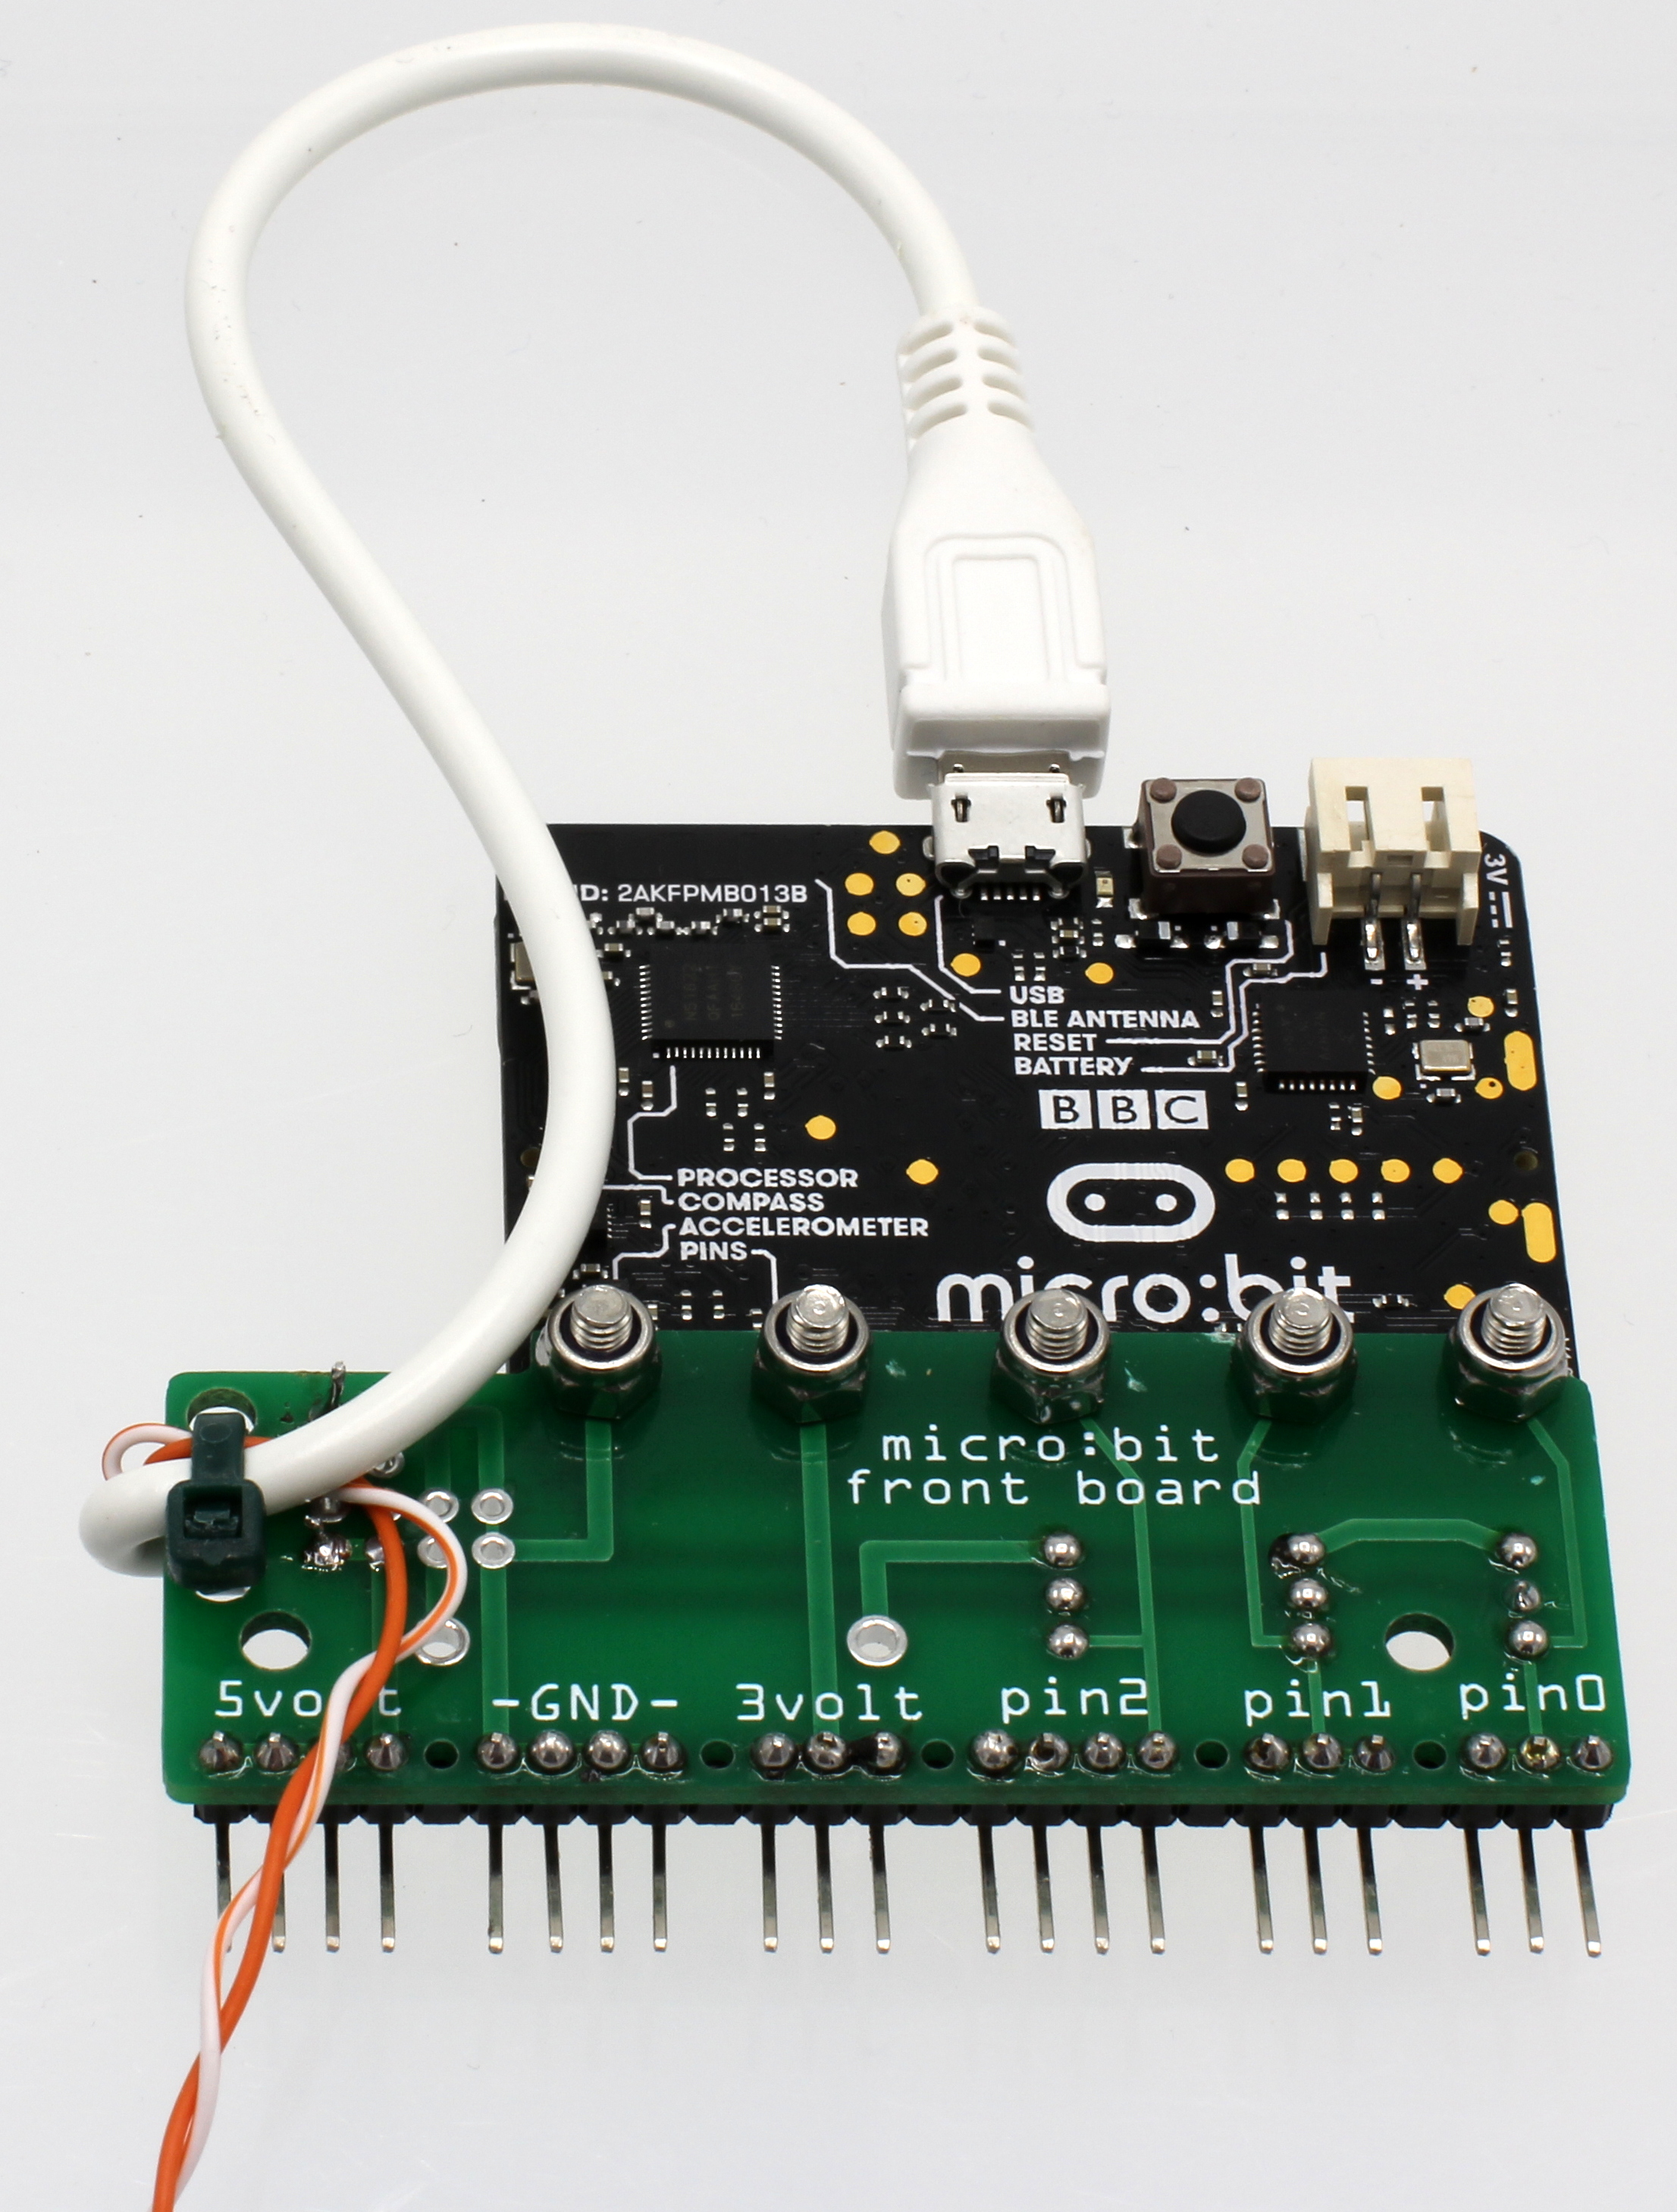 D: 2AKFPMB013B
3V
USB
BLE ANTENNA
RESET
BATTERY
- +
BBC
PROCESSOR
COMPASS
ACCELEROMETER
PINS
micro:bit
micro:bit
front board
5volt -GND- 3volt pin2 pin1 pin0